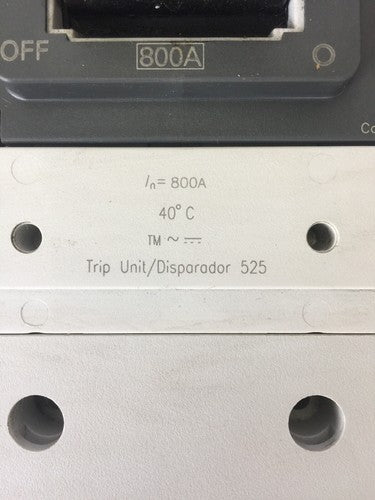 OFF
800A
Co
In= 800A
40° C
TM ~ ⎓
Trip Unit/Disparador 525